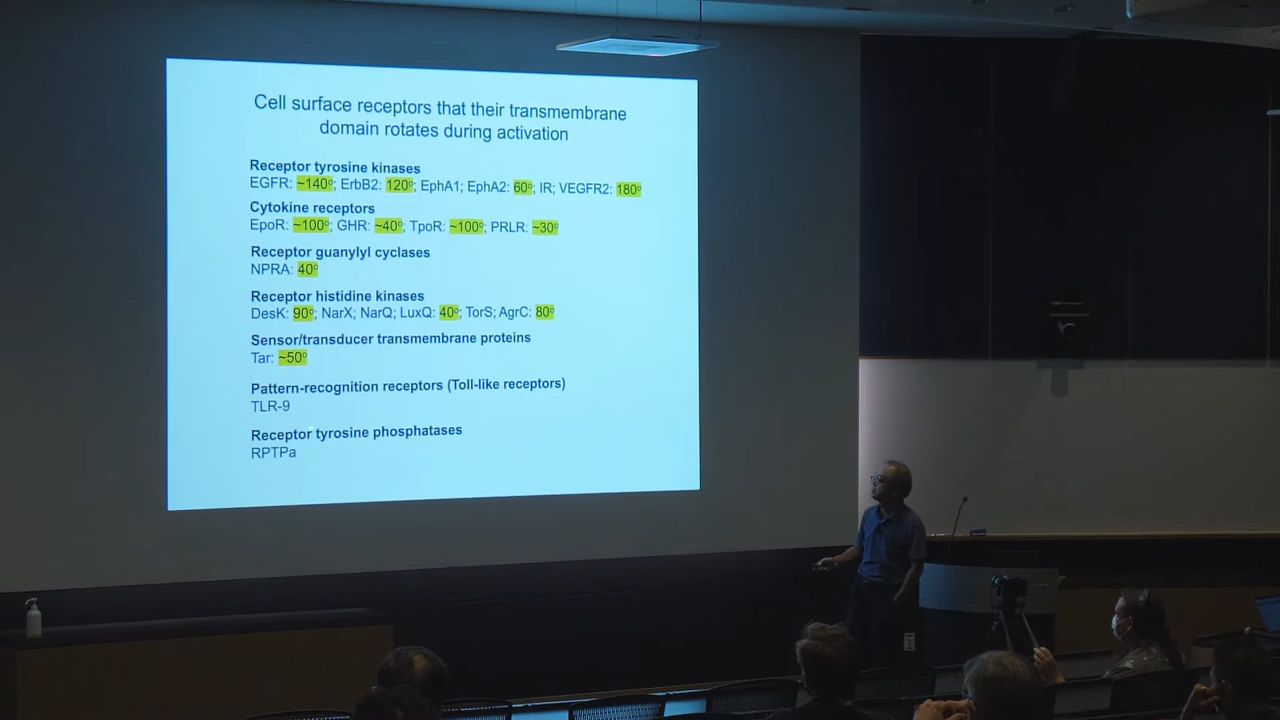 Cell surface receptors that their transmembrane
domain rotates during activation
Receptor tyrosine kinases
EGFR: ~140º; ErbB2: 120º; EphA1; EphA2: 60º; IR; VEGFR2: 180º
Cytokine receptors
EpoR: ~100º; GHR: ~40º; TpoR: ~100º; PRLR: ~30º
Receptor guanylyl cyclases
NPRA: 40º
Receptor histidine kinases
DesK: 90º; NarX; NarQ; LuxQ: 40º; TorS; AgrC: 80º
Sensor/transducer transmembrane proteins
Tar: ~50º
Pattern-recognition receptors (Toll-like receptors)
TLR-9
Receptor tyrosine phosphatases
RPTPa